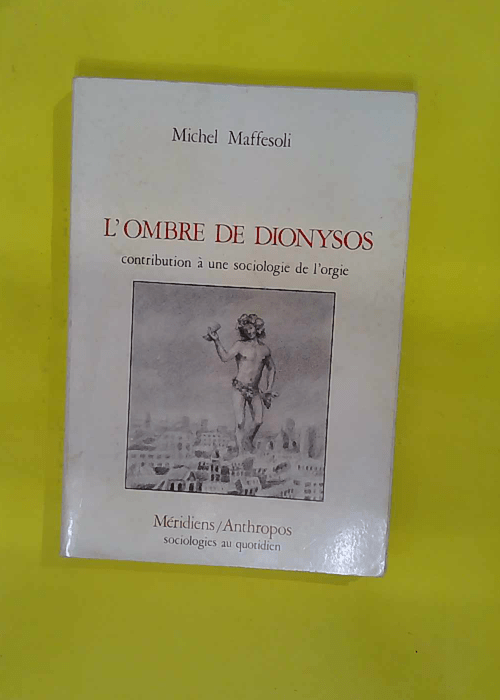 Michel Maffesoli
L'OMBRE DE DIONYSOS
contribution à une sociologie de l'orgie
Méridiens/Anthropos
sociologies au quotidien